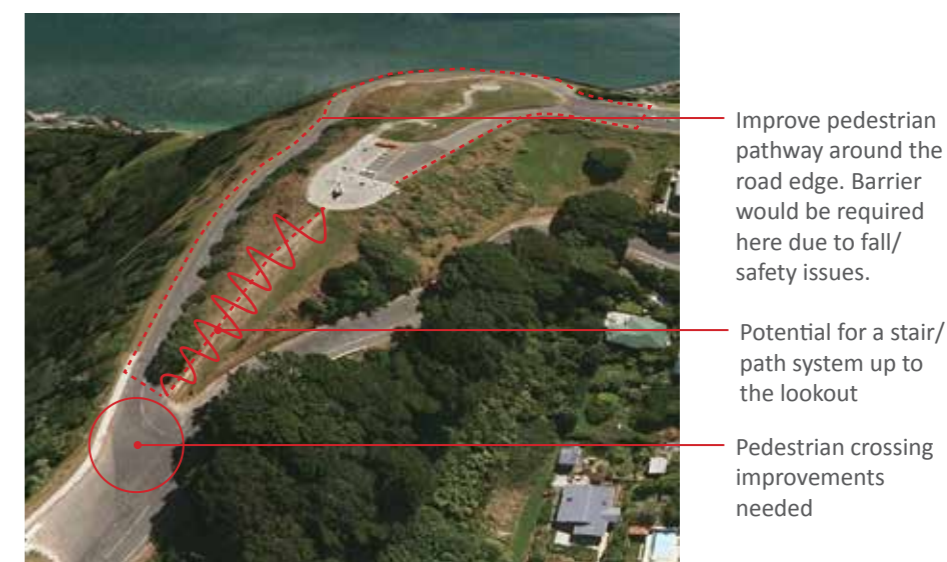 Improve pedestrian
pathway around the
road edge. Barrier
would be required
here due to fall/
safety issues.
Potential for a stair/
path system up to
the lookout
Pedestrian crossing
improvements
needed